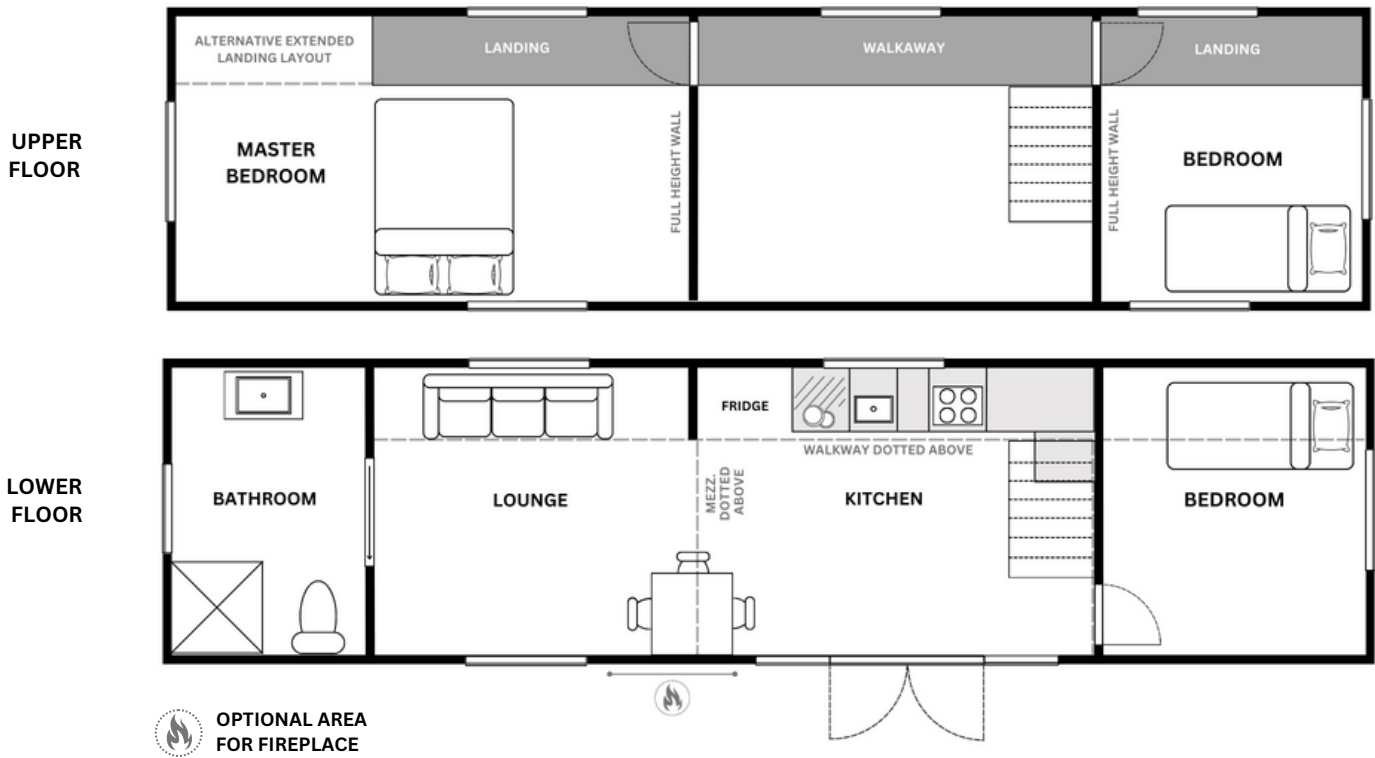 ALTERNATIVE EXTENDED
LANDING LAYOUT
LANDING
WALKAWAY
LANDING
UPPER
FLOOR
MASTER
BEDROOM
FULL HEIGHT WALL
FULL HEIGHT WALL
BEDROOM
FRIDGE
WALKWAY DOTTED ABOVE
LOWER
FLOOR
BATHROOM
LOUNGE
MEZZ.
DOTTED
ABOVE
KITCHEN
BEDROOM
OPTIONAL AREA
FOR FIREPLACE